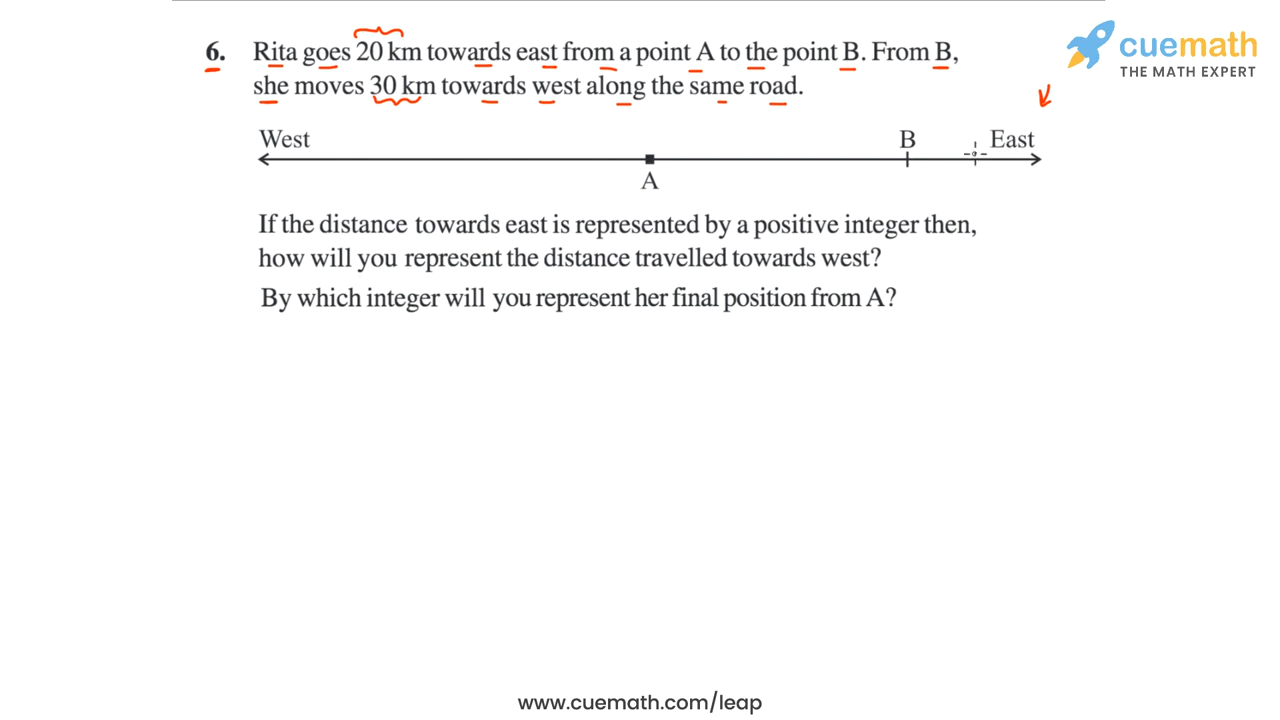 6. Rita goes 20 km towards east from a point A to the point B. From B,
she moves 30 km towards west along the same road.
cuemath
THE MATH EXPERT
West
B
East
A
If the distance towards east is represented by a positive integer then,
how will you represent the distance travelled towards west?
By which integer will you represent her final position from A?
www.cuemath.com/leap